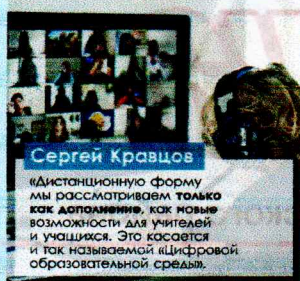 Сергей Кравцов
«Дистанционную форму
мы рассматриваем только
как дополнение, как новые
возможности для учителей
и учащихся. Это касается
и так называемой «Цифровой
образовательной среды».